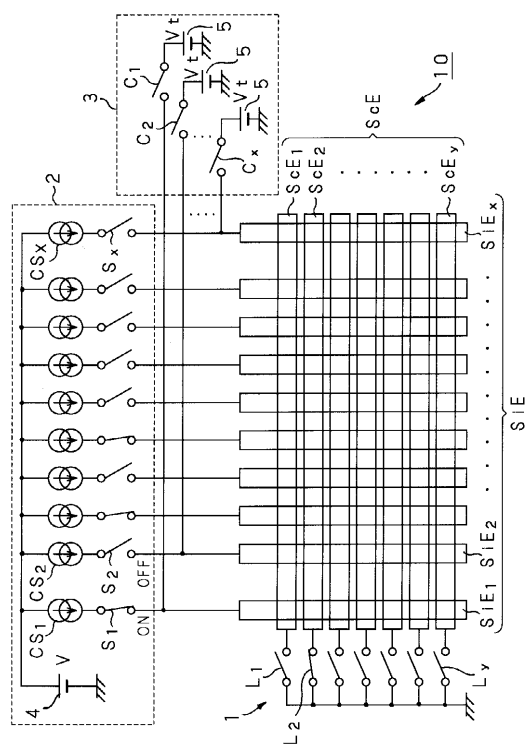 10
3
C1
Vt
5
C2
Vt
5
Vt
5
Cx
2
CSx
Sx
CS2
S2
OFF
CS1
S1
ON
4
V
ScE
ScE1
ScE2
ScEy
SiEx
SiE
SiE2
SiE1
1
L1
L2
Ly